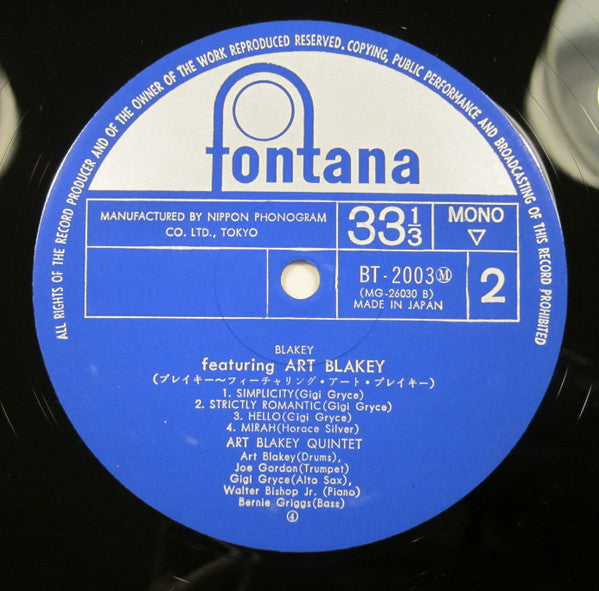 ALL RIGHTS OF THE RECORD PRODUCER AND OF THE OWNER OF THE WORK REPRODUCED RESERVED. COPYING, PUBLIC PERFORMANCE AND BROADCASTING OF THIS RECORD PROHIBITED
fontana
MANUFACTURED BY NIPPON PHONOGRAM
CO. LTD., TOKYO
33 1/3
MONO
▽
BT-2003Ⓜ
(MG-26030 B)
MADE IN JAPAN
2
BLAKEY
featuring ART BLAKEY
(ブレイキー〜フィーチャリング・アート・ブレイキー)
1. SIMPLICITY(Gigi Gryce)
2. STRICTLY ROMANTIC(Gigi Gryce)
3. HELLO(Gigi Gryce)
4. MIRAH(Horace Silver)
ART BLAKEY QUINTET
Art Blakey(Drums),
Joe Gordon(Trumpet)
Gigi Gryce(Alto Sax),
Walter Bishop Jr. (Piano)
Bernie Griggs(Bass)
④